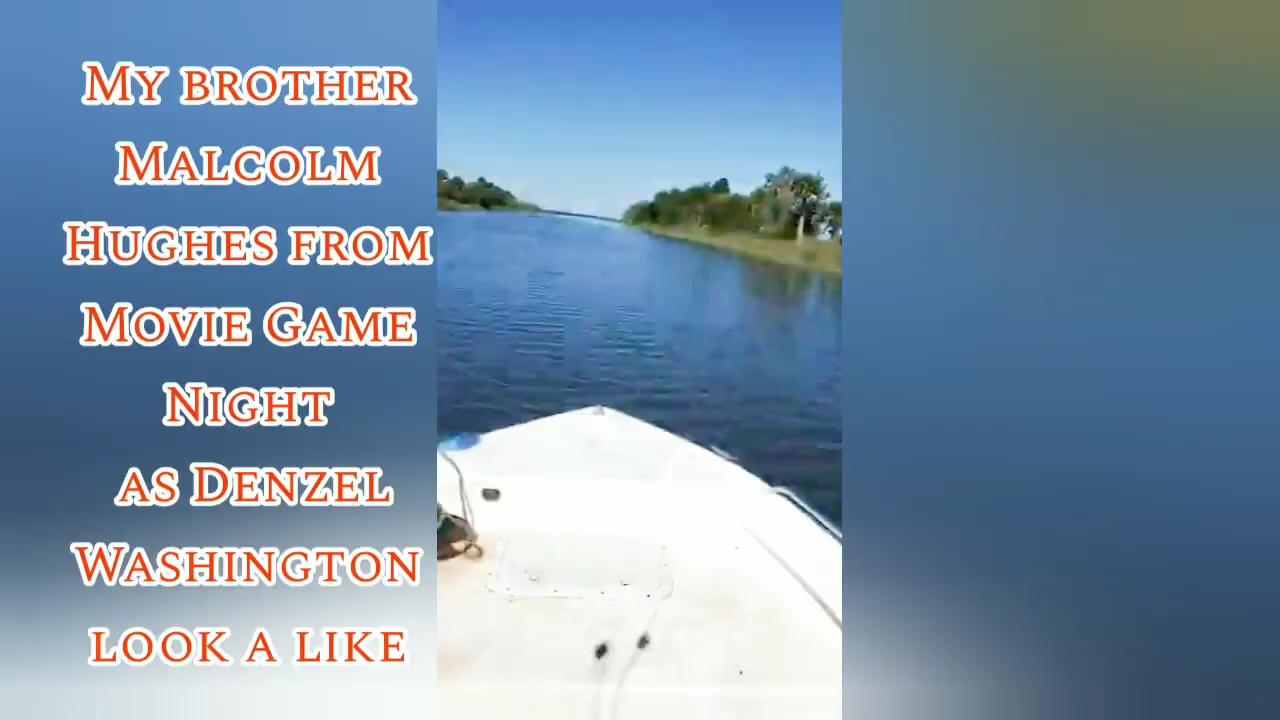 My brother
Malcolm
Hughes from
Movie Game
Night
as Denzel
Washington
look a like